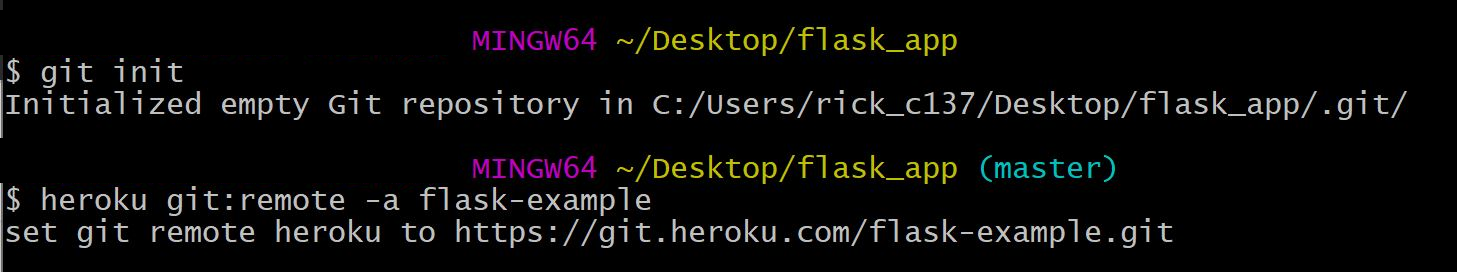 MINGW64 ~/Desktop/flask_app
$ git init
Initialized empty Git repository in C:/Users/rick_c137/Desktop/flask_app/.git/
MINGW64 ~/Desktop/flask_app (master)
$ heroku git:remote -a flask-example
set git remote heroku to https://git.heroku.com/flask-example.git